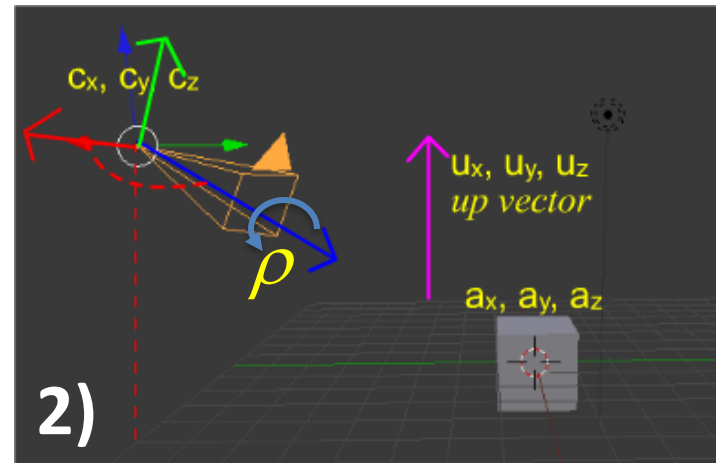 cx, cy, cz
ux, uy, uz
up vector
ρ
ax, ay, az
2)